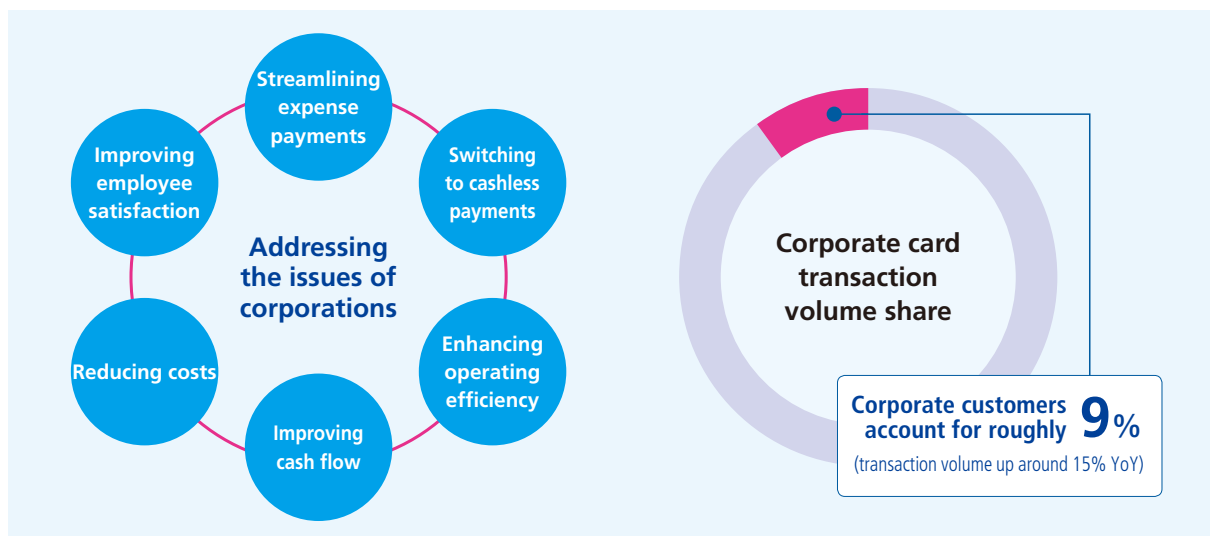 Streamlining
expense
payments
Switching
to cashless
payments
Enhancing
operating
efficiency
Improving
cash flow
Reducing costs
Improving
employee
satisfaction
Addressing
the issues of
corporations
Corporate card
transaction
volume share
Corporate customers
account for roughly 9%
(transaction volume up around 15% YoY)